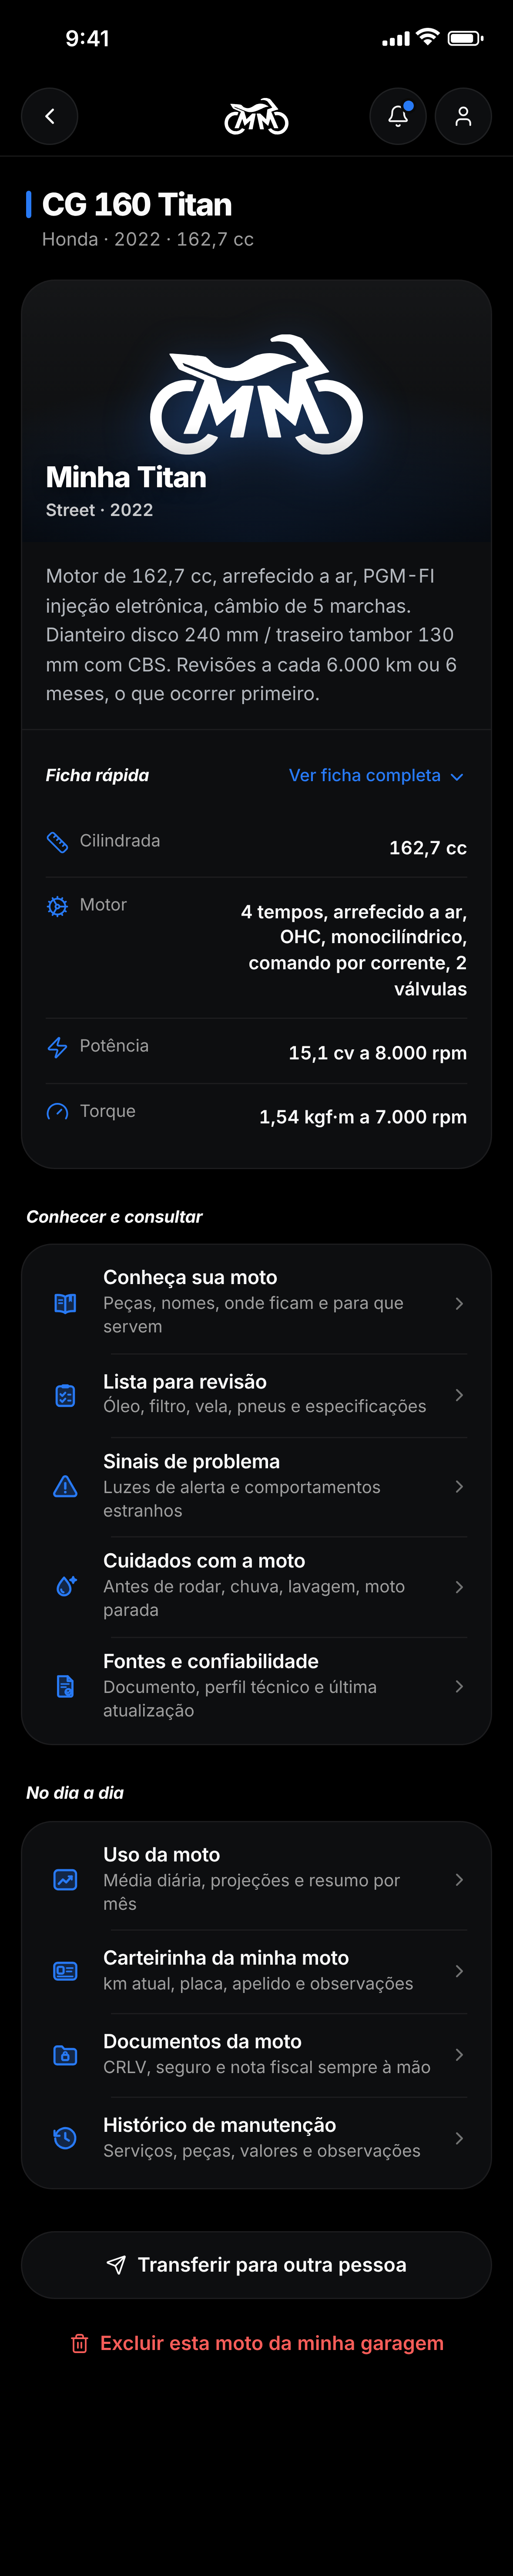 9:41
MM
CG 160 Titan
Honda · 2022 · 162,7 cc
MM
Minha Titan
Street · 2022
Motor de 162,7 cc, arrefecido a ar, PGM-FI
injeção eletrônica, câmbio de 5 marchas.
Dianteiro disco 240 mm / traseiro tambor 130
mm com CBS. Revisões a cada 6.000 km ou 6
meses, o que ocorrer primeiro.
Ficha rápida
Ver ficha completa
Cilindrada
162,7 cc
Motor
4 tempos, arrefecido a ar,
OHC, monocilíndrico,
comando por corrente, 2
válvulas
Potência
15,1 cv a 8.000 rpm
Torque
1,54 kgf·m a 7.000 rpm
Conhecer e consultar
Conheça sua moto
Peças, nomes, onde ficam e para que
servem
Lista para revisão
Óleo, filtro, vela, pneus e especificações
Sinais de problema
Luzes de alerta e comportamentos
estranhos
Cuidados com a moto
Antes de rodar, chuva, lavagem, moto
parada
Fontes e confiabilidade
Documento, perfil técnico e última
atualização
No dia a dia
Uso da moto
Média diária, projeções e resumo por
mês
Carteirinha da minha moto
km atual, placa, apelido e observações
Documentos da moto
CRLV, seguro e nota fiscal sempre à mão
Histórico de manutenção
Serviços, peças, valores e observações
Transferir para outra pessoa
Excluir esta moto da minha garagem